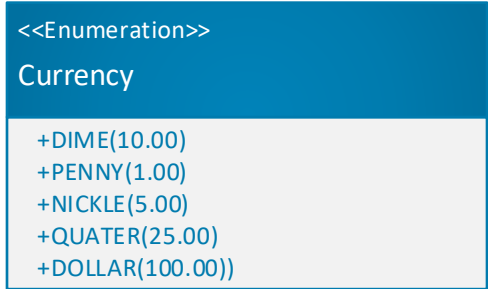 <<Enumeration>>
Currency
+DIME(10.00)
+PENNY(1.00)
+NICKLE(5.00)
+QUATER(25.00)
+DOLLAR(100.00))